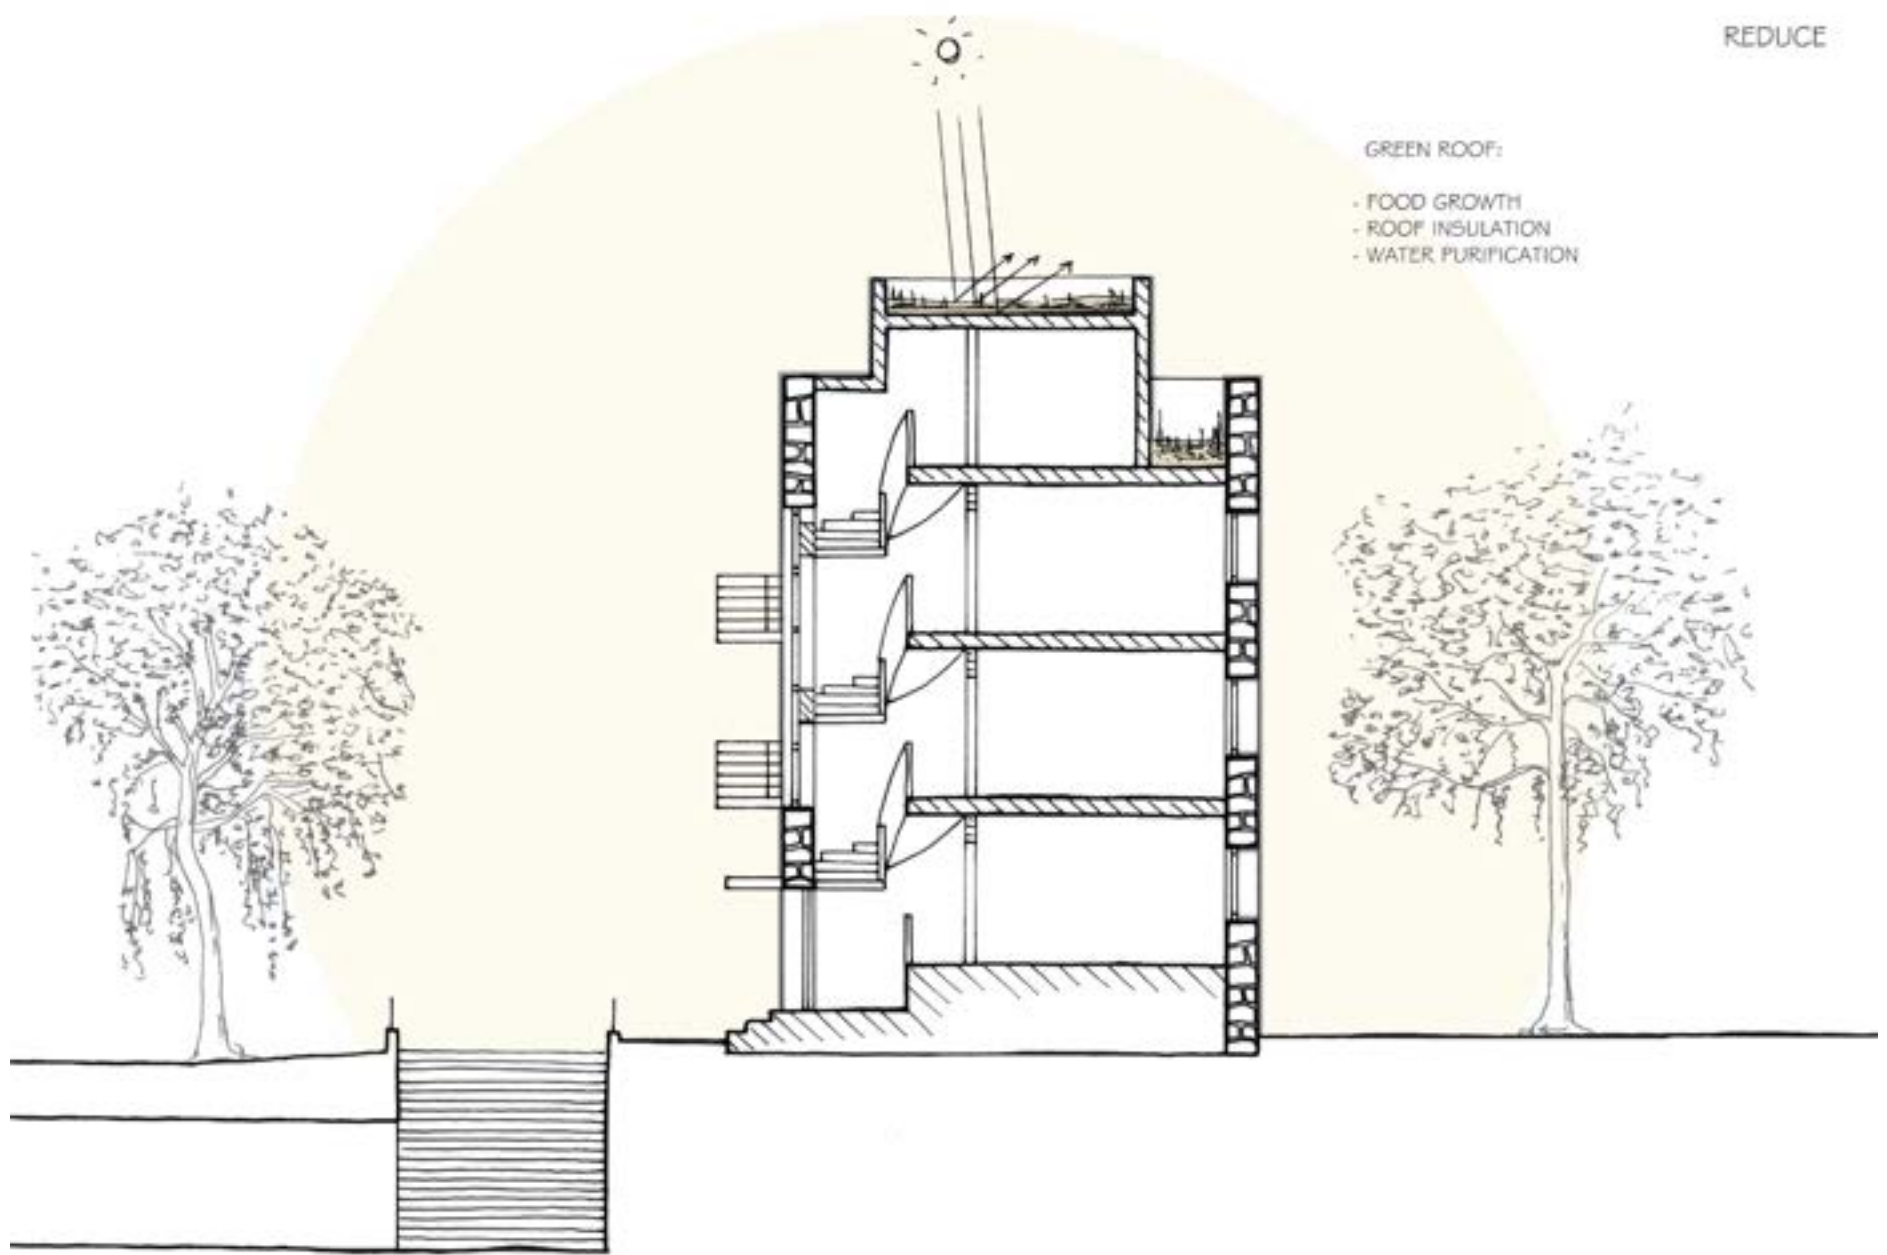 REDUCE
GREEN ROOF:
- FOOD GROWTH
- ROOF INSULATION
- WATER PURIFICATION